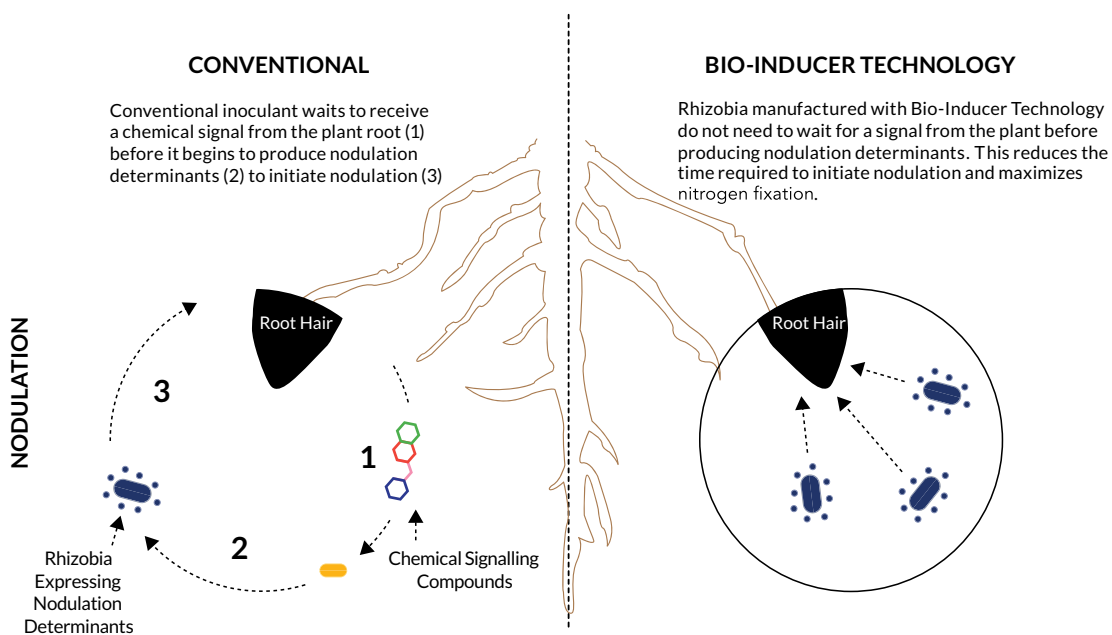 CONVENTIONAL
Conventional inoculant waits to receive
a chemical signal from the plant root (1)
before it begins to produce nodulation
determinants (2) to initiate nodulation (3)
BIO-INDUCER TECHNOLOGY
Rhizobia manufactured with Bio-Inducer Technology
do not need to wait for a signal from the plant before
producing nodulation determinants. This reduces the
time required to initiate nodulation and maximizes
nitrogen fixation.
NODULATION
Root Hair
3
1
2
Rhizobia
Expressing
Nodulation
Determinants
Chemical Signalling
Compounds
Root Hair